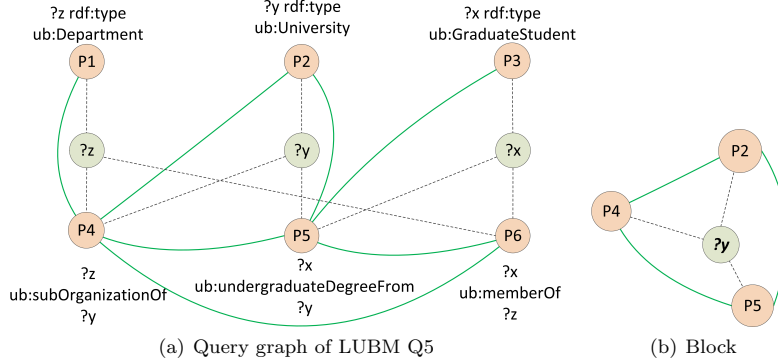 ?z rdf:type
ub:Department
?y rdf:type
ub:University
?x rdf:type
ub:GraduateStudent
P1
P2
P3
?z
?y
?x
P4
P5
P6
?z
ub:subOrganizationOf
?y
?x
ub:undergraduateDegreeFrom
?y
?x
ub:memberOf
?z
(a) Query graph of LUBM Q5
P2
P4
?y
P5
(b) Block